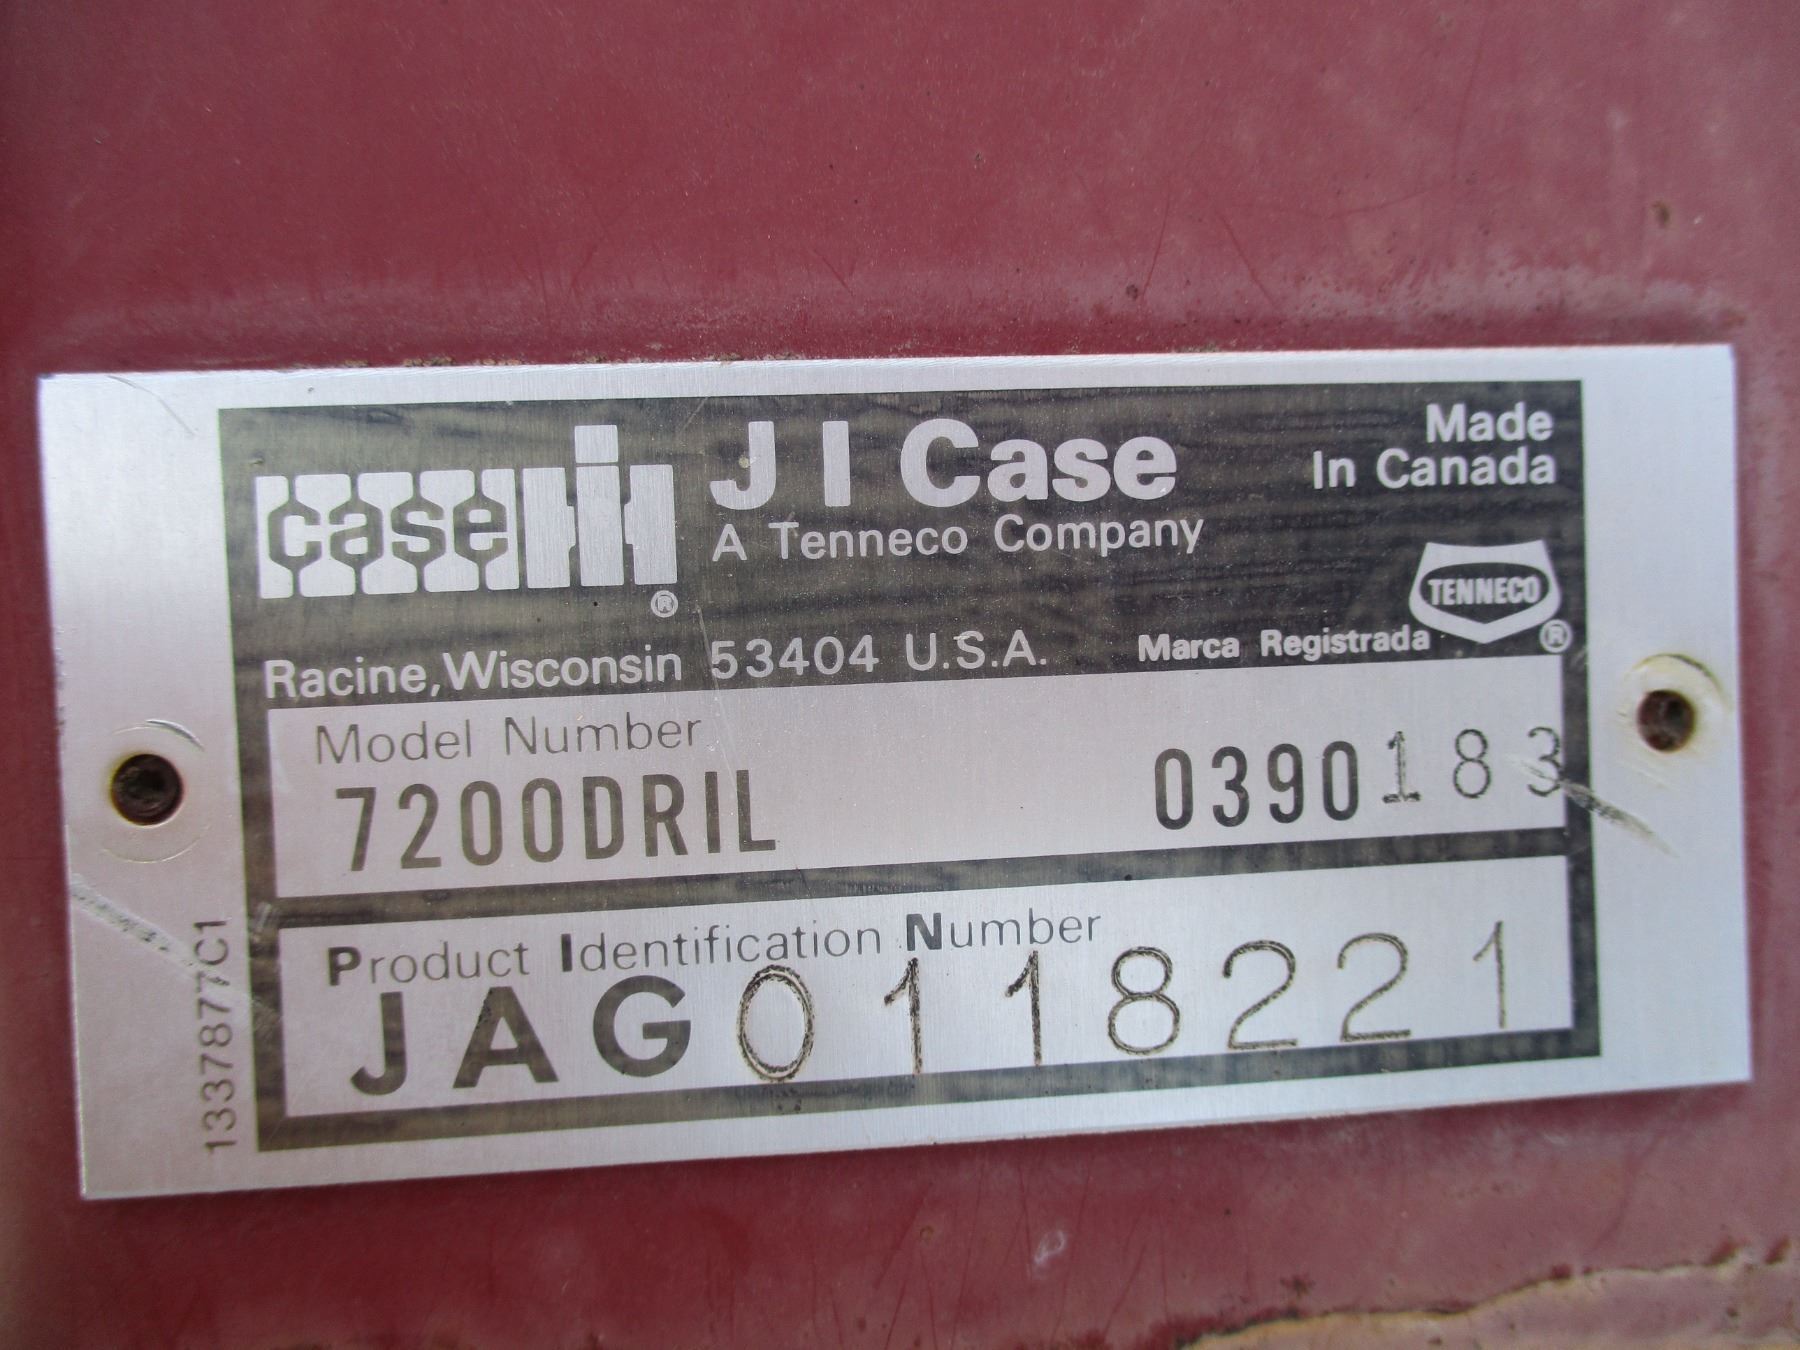 case IH ®
J I Case
A Tenneco Company
Made
In Canada
TENNECO ®
Racine, Wisconsin 53404 U.S.A.
Marca Registrada
Model Number
7200DRIL 0390183
Product Identification Number
JAG0118221
1337877C1